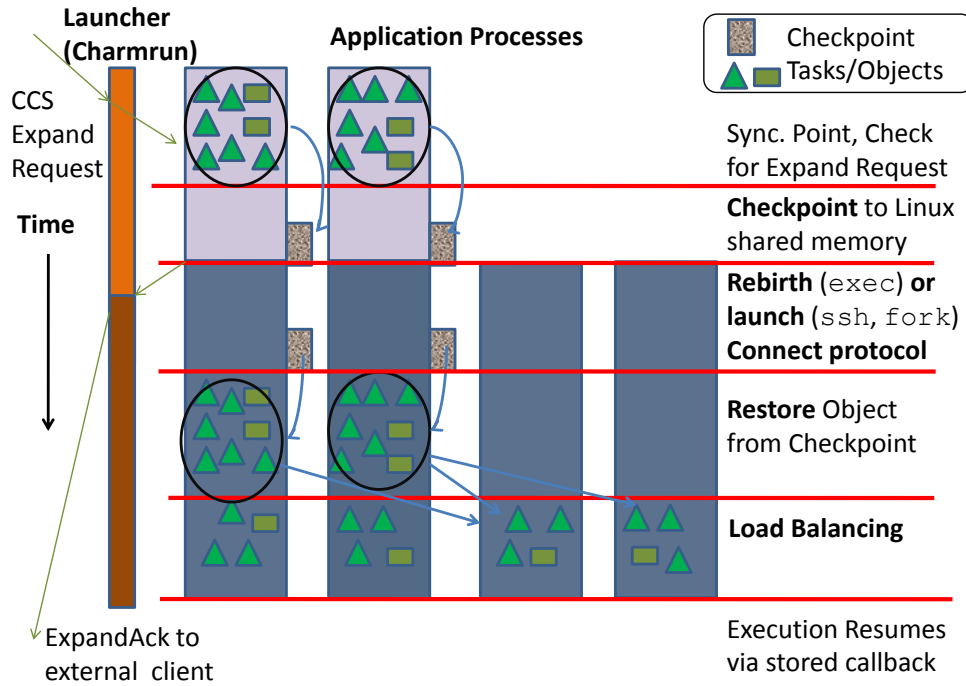 Launcher
(Charmrun)
Application Processes
Checkpoint
Tasks/Objects
CCS
Expand
Request
Sync. Point, Check
for Expand Request
Time
Checkpoint to Linux
shared memory
Rebirth (exec) or
launch (ssh, fork)
Connect protocol
Restore Object
from Checkpoint
Load Balancing
ExpandAck to
external client
Execution Resumes
via stored callback